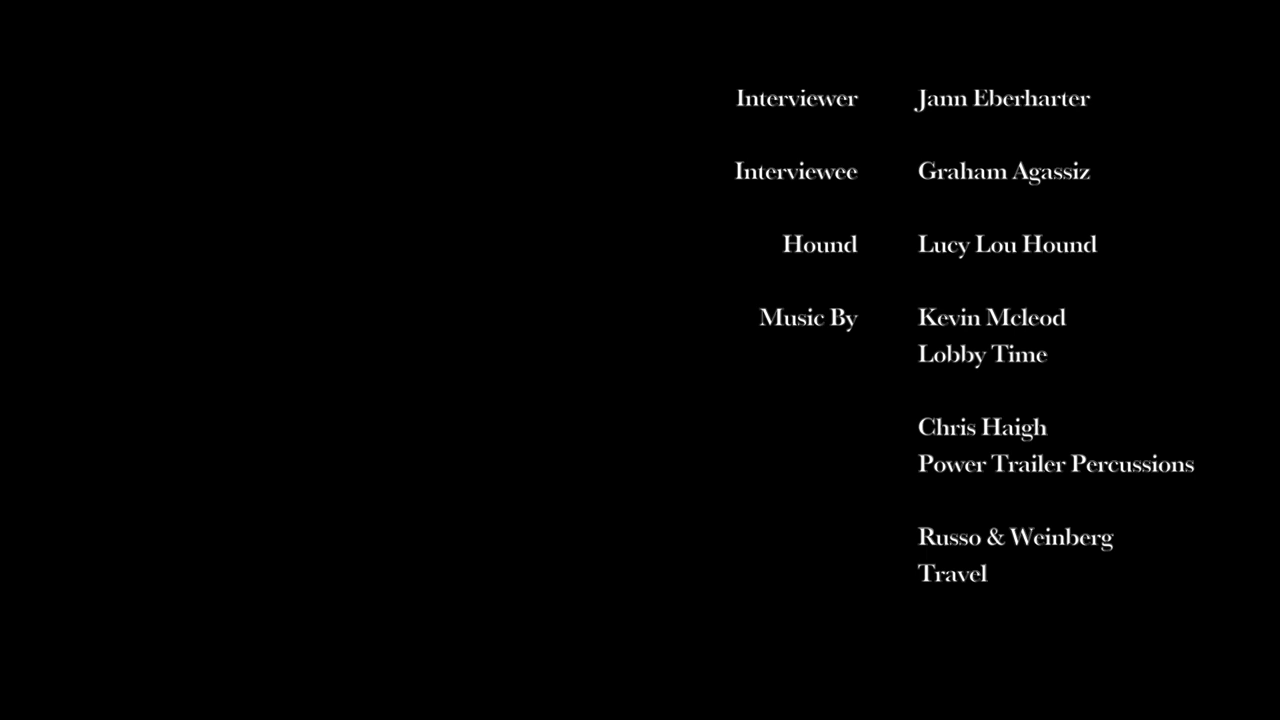 Interviewer Jann Eberharter
Interviewee Graham Agassiz
Hound Lucy Lou Hound
Music By Kevin Mcleod
Lobby Time
Chris Haigh
Power Trailer Percussions
Russo & Weinberg
Travel